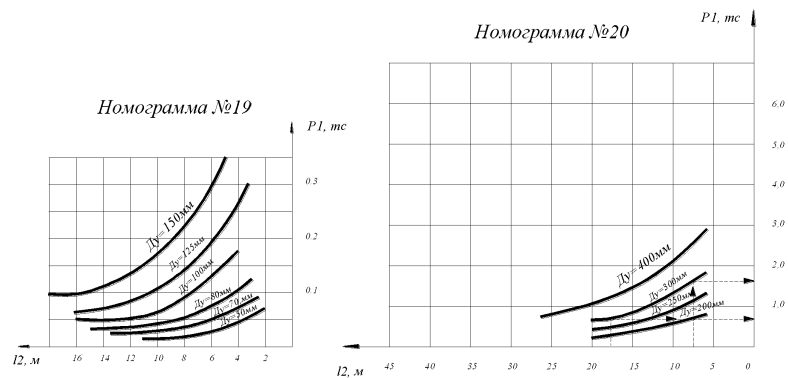 Номограмма №19
P1, тс
0.3
0.2
0.1
Ду=150мм
Ду=125мм
Ду=100мм
Ду=80мм
Ду=70 мм
Ду=50мм
16 14 12 10 8 6 4 2
l2, м
Номограмма №20
P1, тс
6.0
5.0
4.0
3.0
2.0
1.0
Ду=400мм
Ду=300мм
Ду=250мм
Ду=200мм
45 40 35 30 25 20 15 10 5 0
l2, м